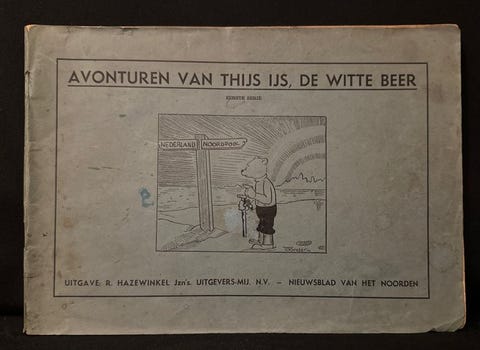 AVONTUREN VAN THIJS IJS, DE WITTE BEER
EERSTE SERIE
NEDERLAND NOORDPOOL
UITGAVE: R. HAZEWINKEL Jzn's. UITGEVERS-MIJ. N.V. – NIEUWSBLAD VAN HET NOORDEN